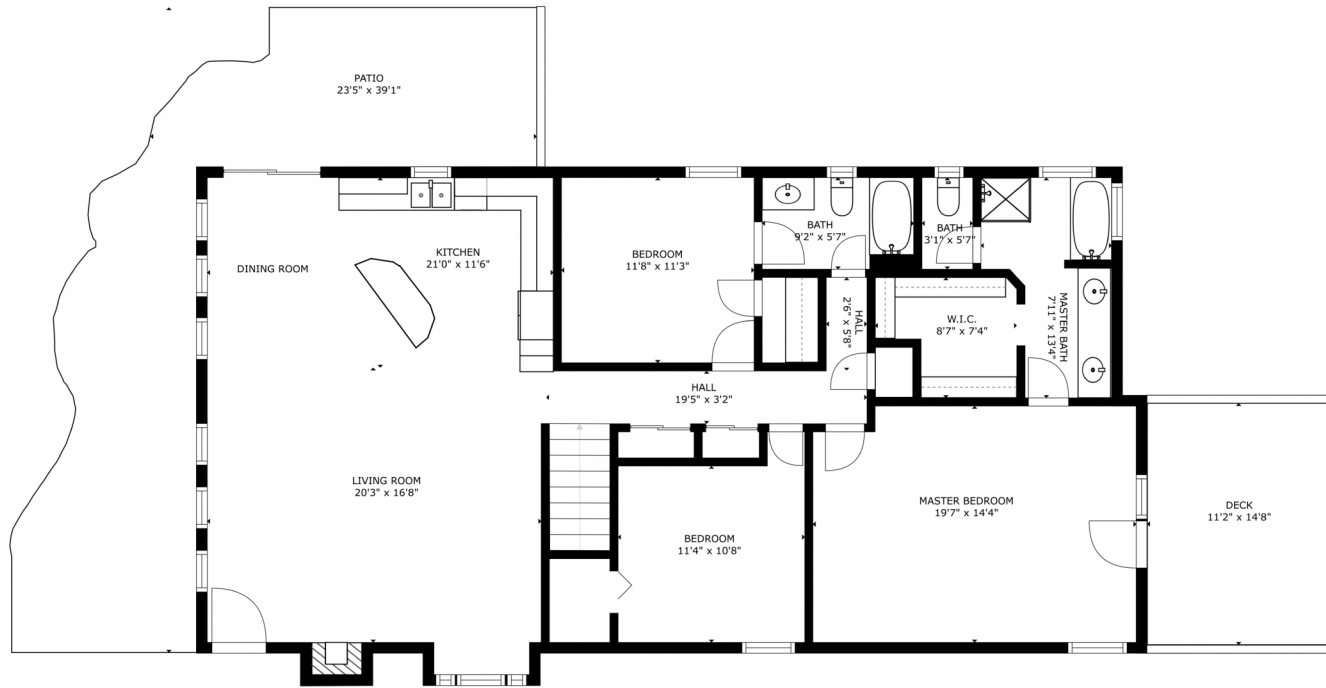 PATIO
23'5" x 39'1"
KITCHEN
21'0" x 11'6"
DINING ROOM
BEDROOM
11'8" x 11'3"
BATH
9'2" x 5'7"
BATH
3'1" x 5'7"
HALL
2'6" x 5'8"
W.I.C.
8'7" x 7'4"
MASTER BATH
7'11" x 13'4"
HALL
19'5" x 3'2"
LIVING ROOM
20'3" x 16'8"
BEDROOM
11'4" x 10'8"
MASTER BEDROOM
19'7" x 14'4"
DECK
11'2" x 14'8"